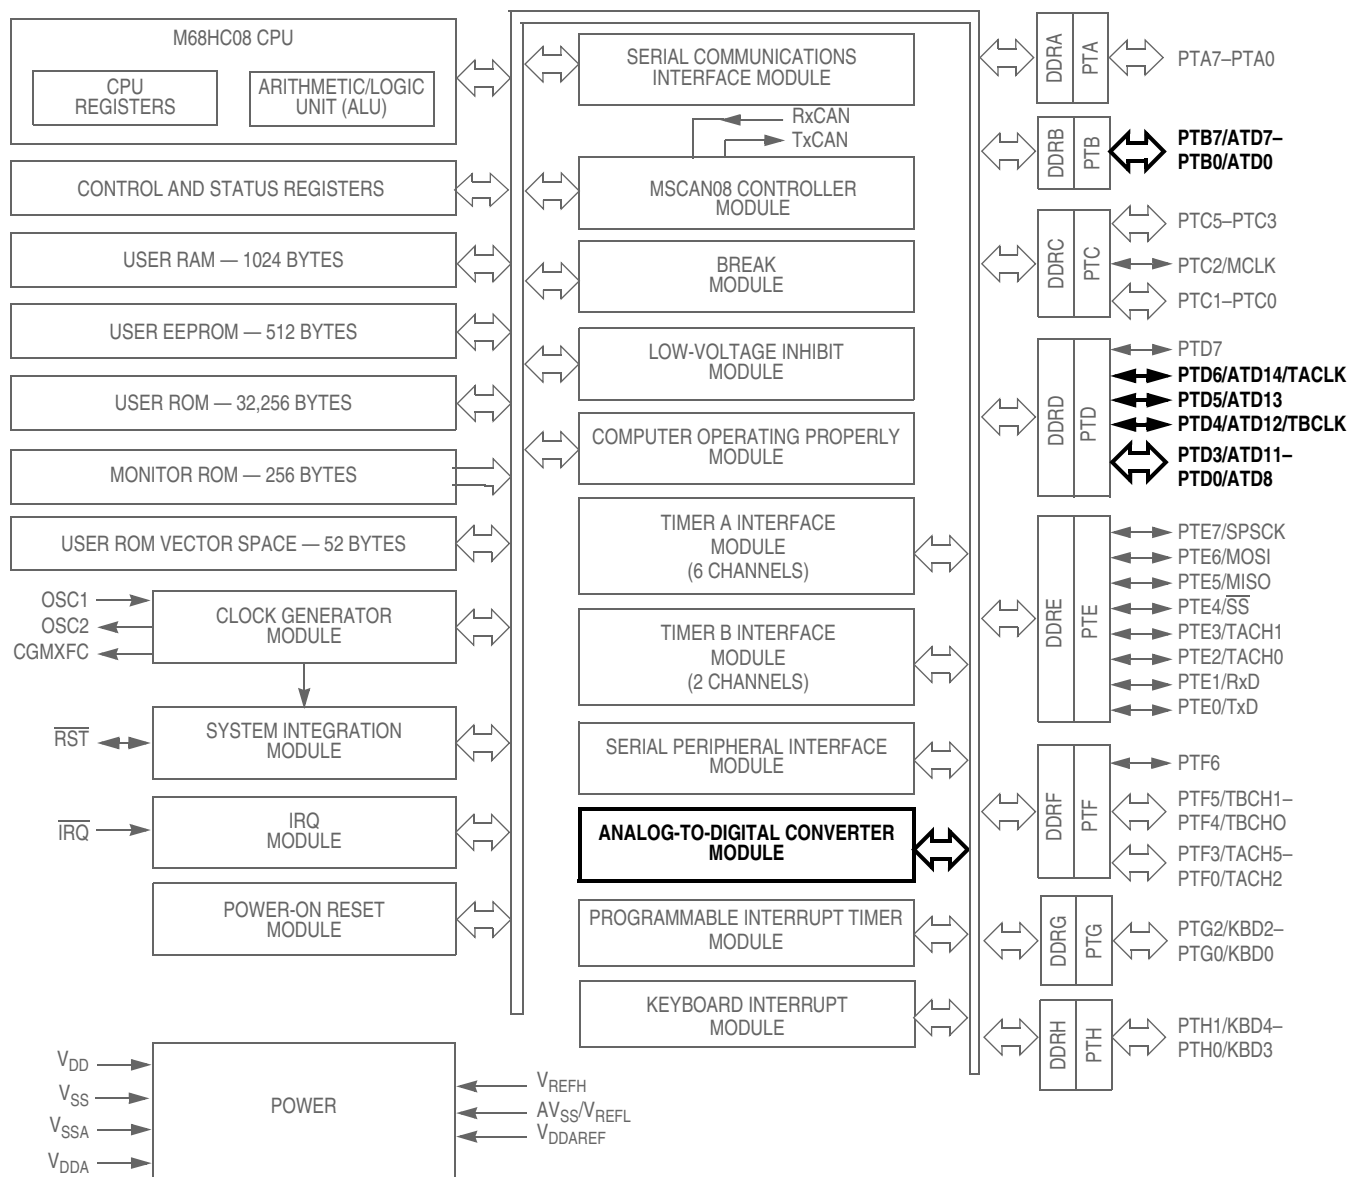 M68HC08 CPU
CPU
REGISTERS
ARITHMETIC/LOGIC
UNIT (ALU)
CONTROL AND STATUS REGISTERS
USER RAM — 1024 BYTES
USER EEPROM — 512 BYTES
USER ROM — 32,256 BYTES
MONITOR ROM — 256 BYTES
USER ROM VECTOR SPACE — 52 BYTES
OSC1
OSC2
CGMXFC
CLOCK GENERATOR
MODULE
RST
SYSTEM INTEGRATION
MODULE
IRQ
IRQ
MODULE
POWER-ON RESET
MODULE
VDD
VSS
VSSA
VDDA
POWER
VREFH
AVSS/VREFL
VDDAREF
SERIAL COMMUNICATIONS
INTERFACE MODULE
RxCAN
TxCAN
MSCAN08 CONTROLLER
MODULE
BREAK
MODULE
LOW-VOLTAGE INHIBIT
MODULE
COMPUTER OPERATING PROPERLY
MODULE
TIMER A INTERFACE
MODULE
(6 CHANNELS)
TIMER B INTERFACE
MODULE
(2 CHANNELS)
SERIAL PERIPHERAL INTERFACE
MODULE
ANALOG-TO-DIGITAL CONVERTER
MODULE
PROGRAMMABLE INTERRUPT TIMER
MODULE
KEYBOARD INTERRUPT
MODULE
DDRA
PTA
PTA7–PTA0
DDRB
PTB
PTB7/ATD7–
PTB0/ATD0
DDRC
PTC
PTC5–PTC3
PTC2/MCLK
PTC1–PTC0
DDRD
PTD
PTD7
PTD6/ATD14/TACLK
PTD5/ATD13
PTD4/ATD12/TBCLK
PTD3/ATD11–
PTD0/ATD8
DDRE
PTE
PTE7/SPSCK
PTE6/MOSI
PTE5/MISO
PTE4/SS
PTE3/TACH1
PTE2/TACH0
PTE1/RxD
PTE0/TxD
DDRF
PTF
PTF6
PTF5/TBCH1–
PTF4/TBCHO
PTF3/TACH5–
PTF0/TACH2
DDRG
PTG
PTG2/KBD2–
PTG0/KBD0
DDRH
PTH
PTH1/KBD4–
PTH0/KBD3